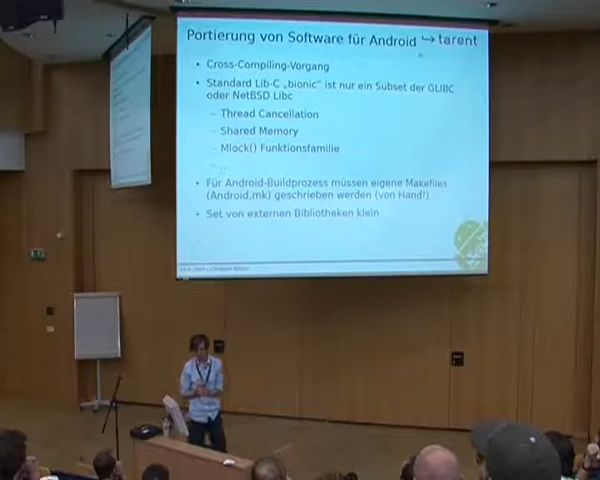 Portierung von Software für Android
tarent
Cross-Compiling-Vorgang
Standard Lib-C „bionic“ ist nur ein Subset der GLIBC
oder NetBSD Libc
– Thread Cancellation
– Shared Memory
– Mlock() Funktionsfamilie
– ...
Für Android-Buildprozess müssen eigene Makefiles
(Android.mk) geschrieben werden (von Hand!)
Set von externen Bibliotheken klein